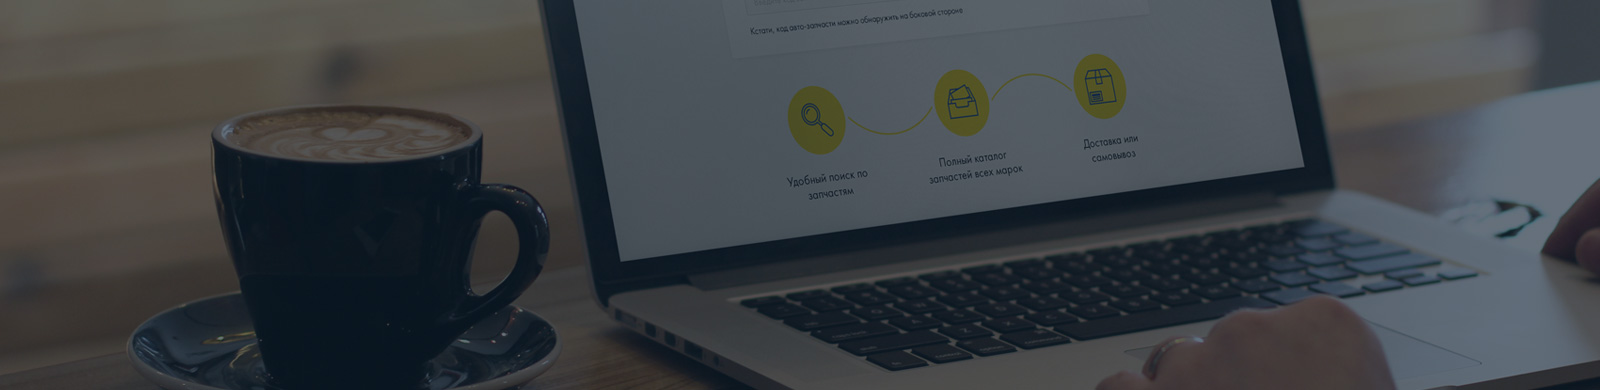 Кстати, код авто-запчасти можно обнаружить на боковой стороне
Удобный поиск по
запчастям
Полный каталог
запчастей всех марок
Доставка или
самовывоз